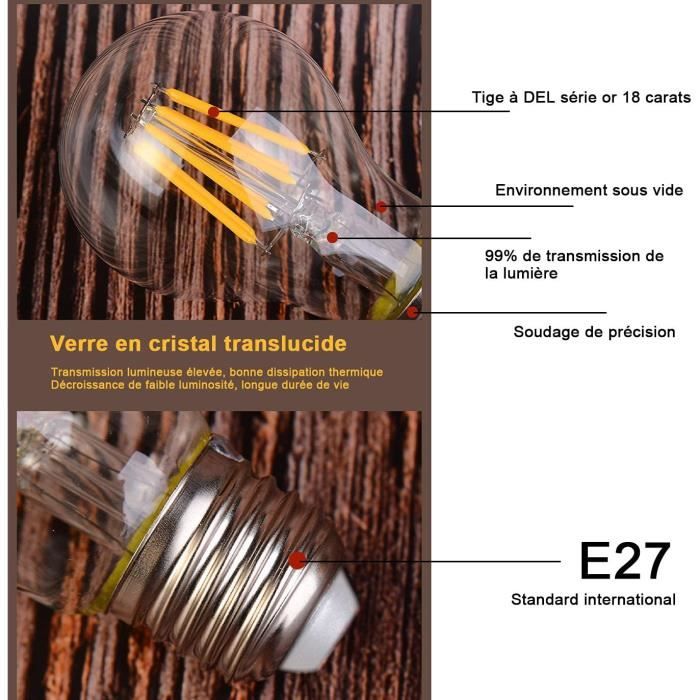 Tige à DEL série or 18 carats
Environnement sous vide
99% de transmission de
la lumière
Soudage de précision
Verre en cristal translucide
Transmission lumineuse élevée, bonne dissipation thermique
Décroissance de faible luminosité, longue durée de vie
E27
Standard international